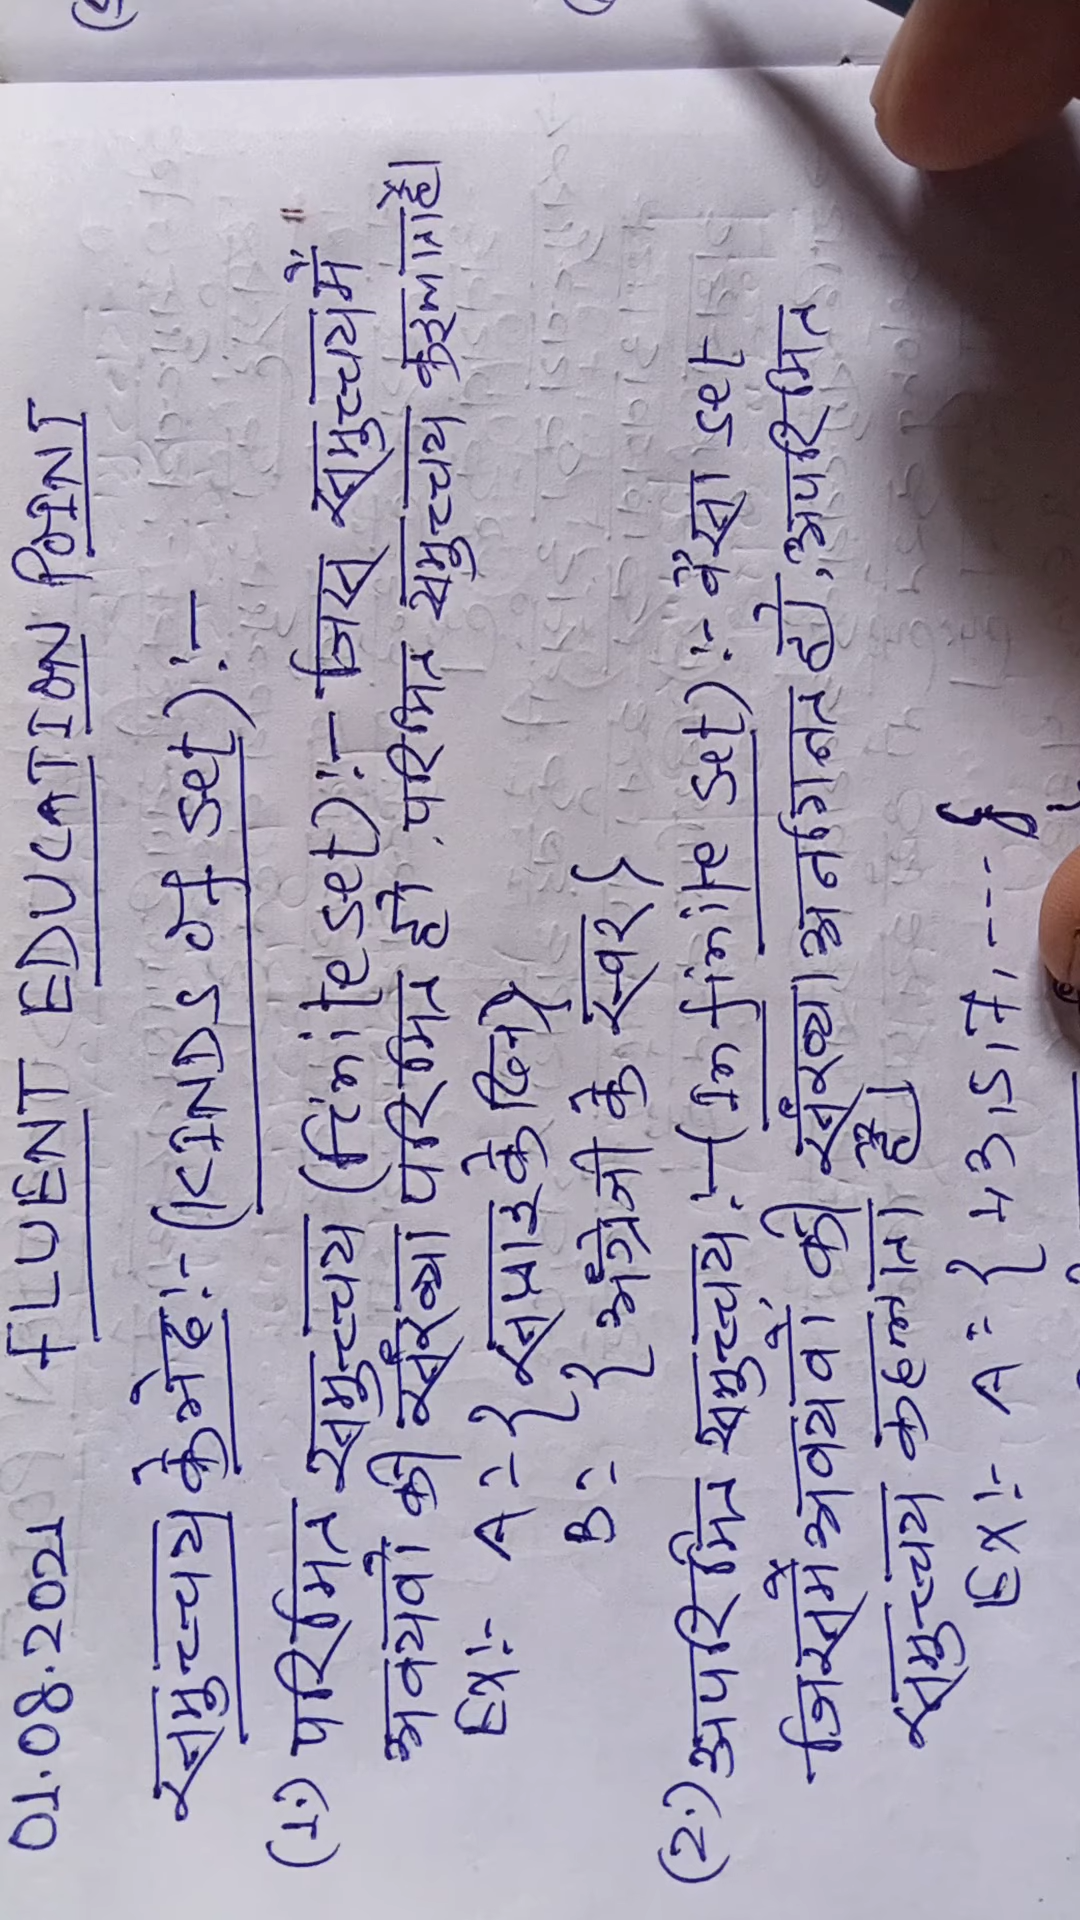 01.08.2021 FLUENT EDUCATION POINT
समुच्चय के भेद :- (KINDS of set) :-
(1.) परिमित समुच्चय (Finite set) :- जिस समुच्चय में
अवयवों की संख्या परिमित हो, परिमित समुच्चय कहलाता है।
Ex:- A = { सप्ताह के दिन }
B = { अंग्रेजी के स्वर }
(2.) अपरिमित समुच्चय :- (Infinite set) :- वैसा set
जिसमें अवयवों की संख्या अनगिनत हो, अपरिमित
समुच्चय कहलाता है।
Ex:- A = { 1, 3, 5, 7, --- }